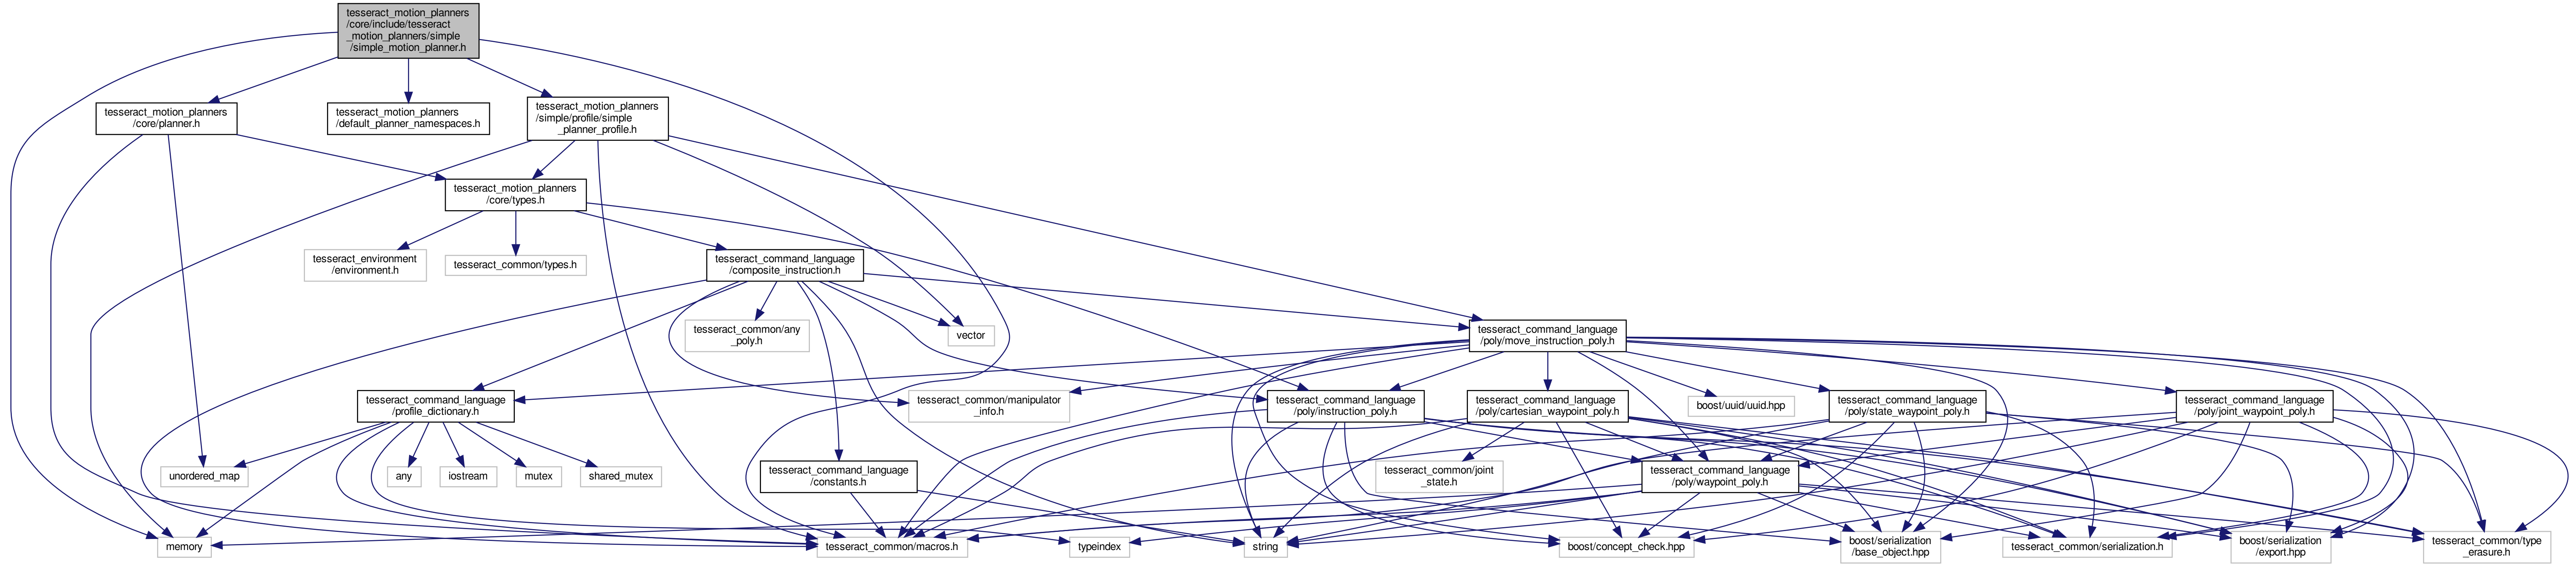 tesseract_motion_planners
/core/include/tesseract
_motion_planners/simple
/simple_motion_planner.h
tesseract_motion_planners
/core/planner.h
tesseract_motion_planners
/default_planner_namespaces.h
tesseract_motion_planners
/simple/profile/simple
_planner_profile.h
tesseract_motion_planners
/core/types.h
tesseract_environment
/environment.h
tesseract_common/types.h
tesseract_command_language
/composite_instruction.h
tesseract_common/any
_poly.h
vector
tesseract_command_language
/poly/move_instruction_poly.h
tesseract_command_language
/profile_dictionary.h
tesseract_common/manipulator
_info.h
tesseract_command_language
/poly/instruction_poly.h
tesseract_command_language
/poly/cartesian_waypoint_poly.h
boost/uuid/uuid.hpp
tesseract_command_language
/poly/state_waypoint_poly.h
tesseract_command_language
/poly/joint_waypoint_poly.h
unordered_map
any
iostream
mutex
shared_mutex
tesseract_command_language
/constants.h
tesseract_common/joint
_state.h
tesseract_command_language
/poly/waypoint_poly.h
memory
tesseract_common/macros.h
typeindex
string
boost/concept_check.hpp
boost/serialization
/base_object.hpp
tesseract_common/serialization.h
boost/serialization
/export.hpp
tesseract_common/type
_erasure.h